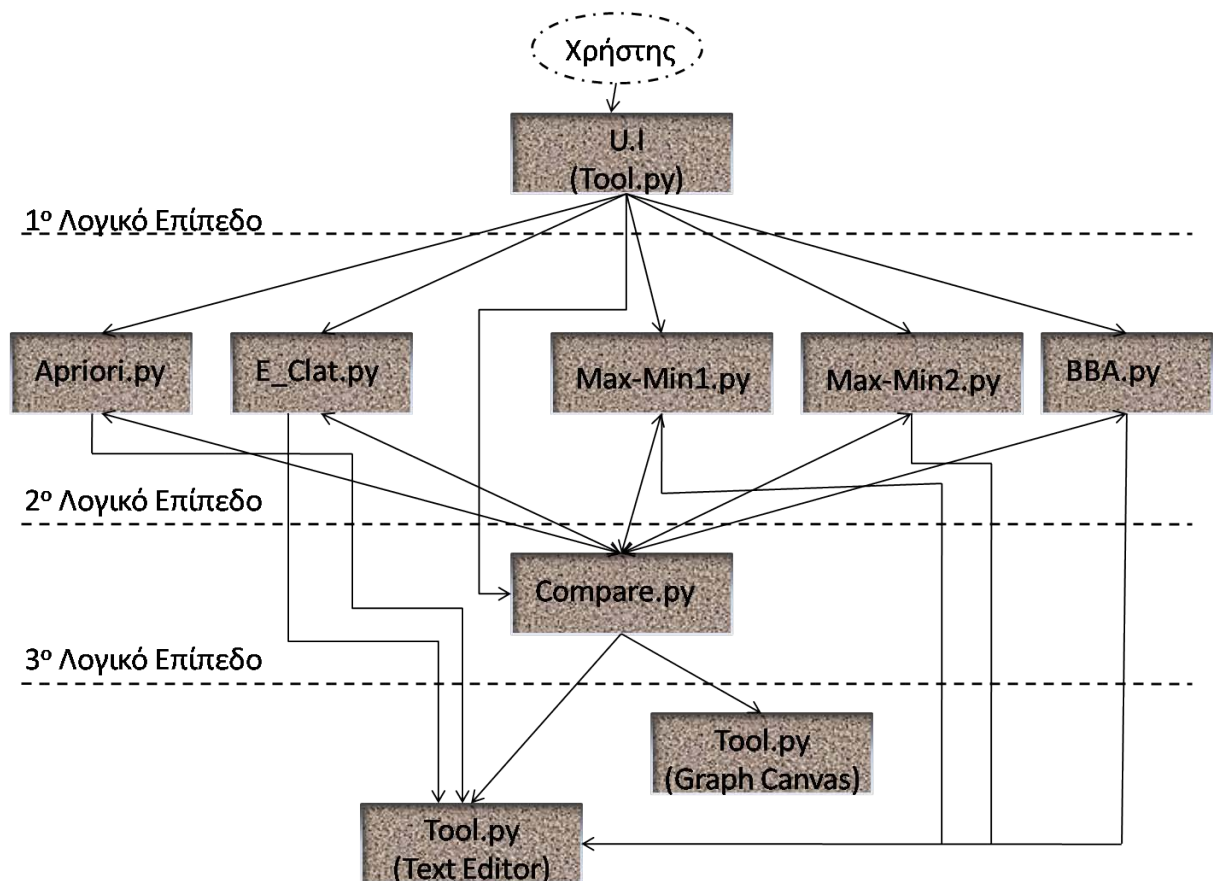 Χρήστης
U.I
(Tool.py)
1ο Λογικό Επίπεδο
Apriori.py
E_Clat.py
Max-Min1.py
Max-Min2.py
BBA.py
2ο Λογικό Επίπεδο
Compare.py
3ο Λογικό Επίπεδο
Tool.py
(Graph Canvas)
Tool.py
(Text Editor)